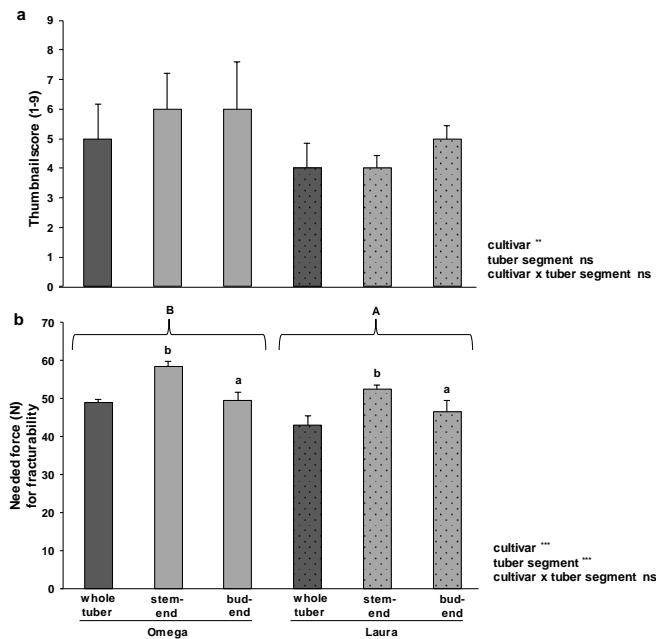 a
Thumbnail score (1-9)
9
8
7
6
5
4
3
2
1
0
cultivar **
tuber segment ns
cultivar x tuber segment ns
b
B
A
Needed force (N)
for fracturability
70
60
50
40
30
20
10
0
b
a
b
a
cultivar ***
tuber segment ***
cultivar x tuber segment ns
whole
tuber
stem-
end
bud-
end
whole
tuber
stem-
end
bud-
end
Omega
Laura